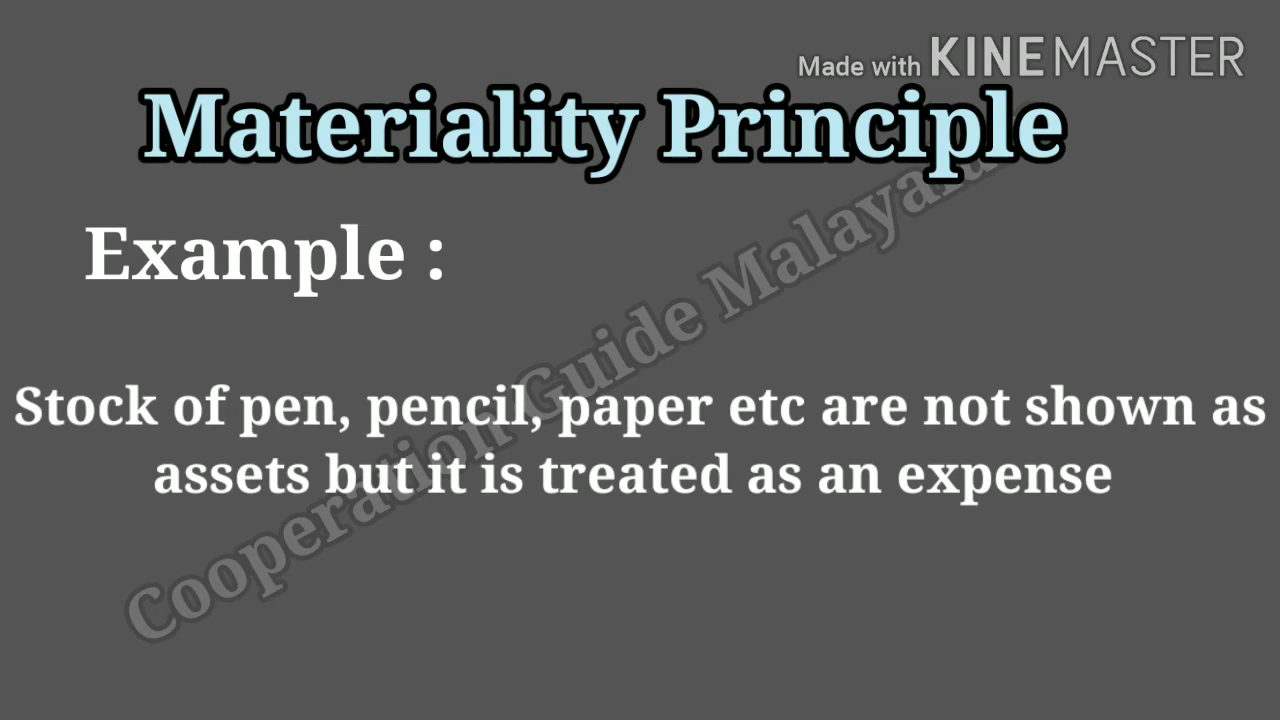 Made with KINEMASTER
Materiality Principle
Example :
Stock of pen, pencil, paper etc are not shown as
assets but it is treated as an expense
Cooperation Guide Malayalam